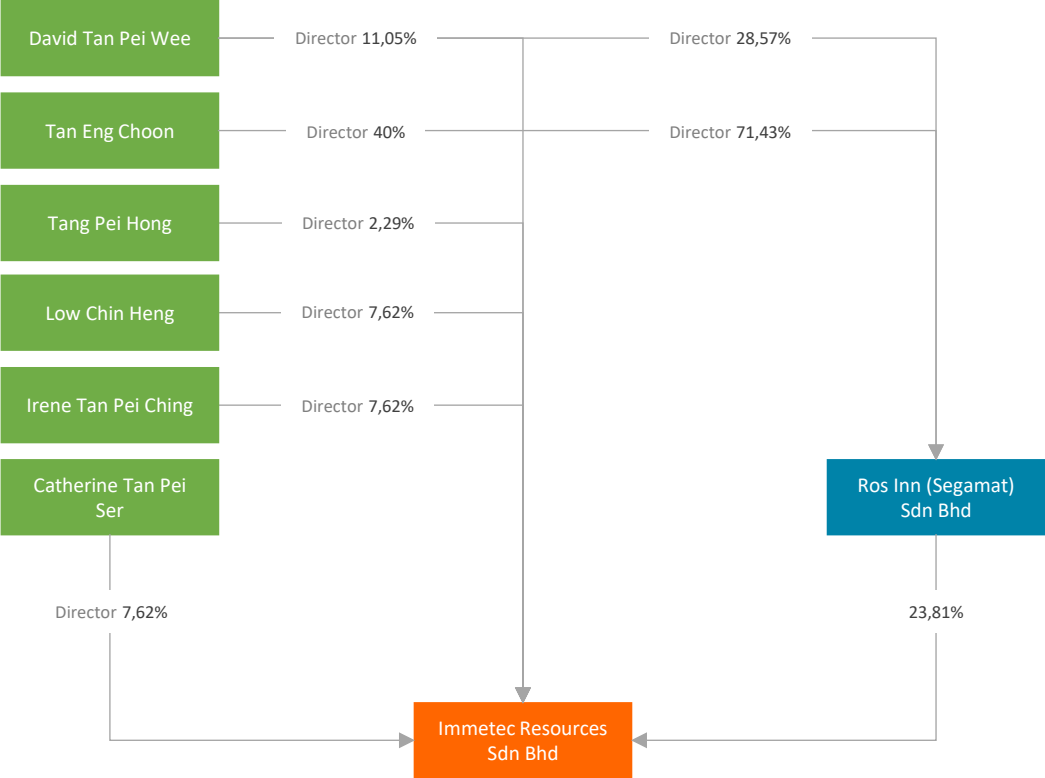 David Tan Pei Wee
Director 11,05%
Director 28,57%
Tan Eng Choon
Director 40%
Director 71,43%
Tang Pei Hong
Director 2,29%
Low Chin Heng
Director 7,62%
Irene Tan Pei Ching
Director 7,62%
Catherine Tan Pei
Ser
Ros Inn (Segamat)
Sdn Bhd
Director 7,62%
23,81%
Immetec Resources
Sdn Bhd